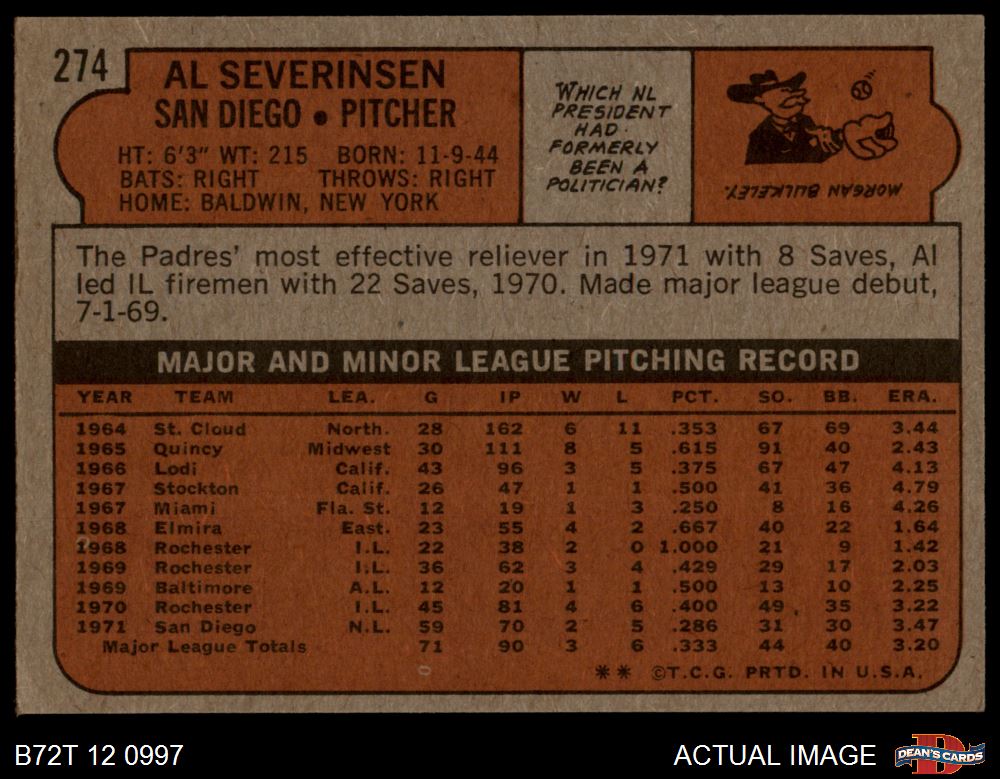 274
AL SEVERINSEN
SAN DIEGO • PITCHER
HT: 6'3" WT: 215 BORN: 11-9-44
BATS: RIGHT THROWS: RIGHT
HOME: BALDWIN, NEW YORK
WHICH NL
PRESIDENT
HAD
FORMERLY
BEEN A
POLITICIAN?
MORGAN BULKELEY.
The Padres' most effective reliever in 1971 with 8 Saves, Al
led IL firemen with 22 Saves, 1970. Made major league debut,
7-1-69.
MAJOR AND MINOR LEAGUE PITCHING RECORD
YEAR TEAM LEA. G IP W L PCT. SO. BB. ERA.
1964 St. Cloud North. 28 162 6 11 .353 67 69 3.44
1965 Quincy Midwest 30 111 8 5 .615 91 40 2.43
1966 Lodi Calif. 43 96 3 5 .375 67 47 4.13
1967 Stockton Calif. 26 47 1 1 .500 41 36 4.79
1967 Miami Fla. St. 12 19 1 3 .250 8 16 4.26
1968 Elmira East. 23 55 4 2 .667 40 22 1.64
1968 Rochester I.L. 22 38 2 0 1.000 21 9 1.42
1969 Rochester I.L. 36 62 3 4 .429 29 17 2.03
1969 Baltimore A.L. 12 20 1 1 .500 13 10 2.25
1970 Rochester I.L. 45 81 4 6 .400 49 35 3.22
1971 San Diego N.L. 59 70 2 5 .286 31 30 3.47
Major League Totals 71 90 3 6 .333 44 40 3.20
** ©T.C.G. PRTD. IN U.S.A.
B72T 12 0997
ACTUAL IMAGE
DEAN'S CARDS